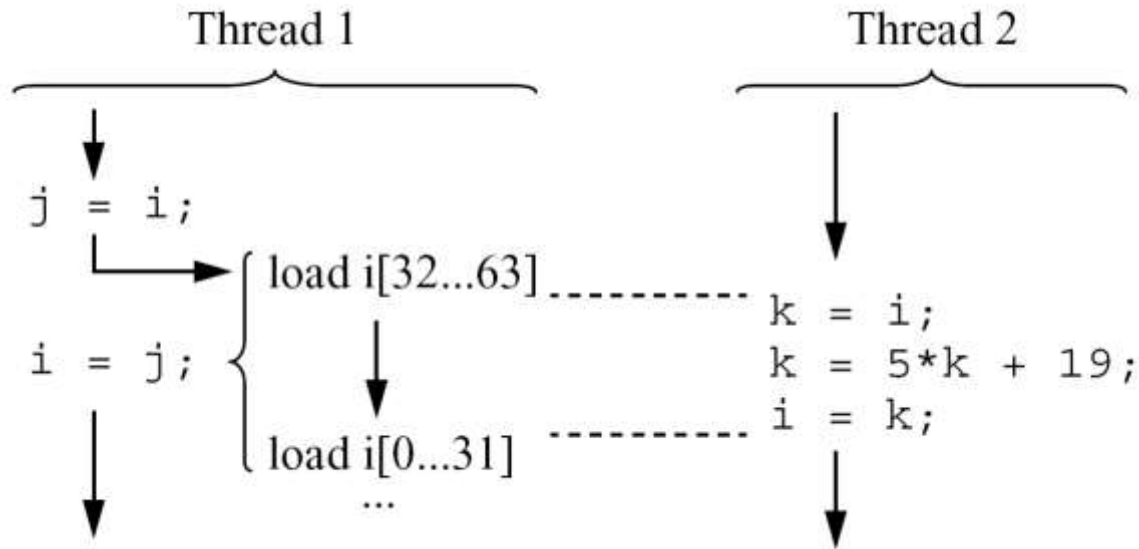 Thread 1
Thread 2
j = i;
load i[32...63]
i = j;
load i[0...31]
...
k = i;
k = 5*k + 19;
i = k;